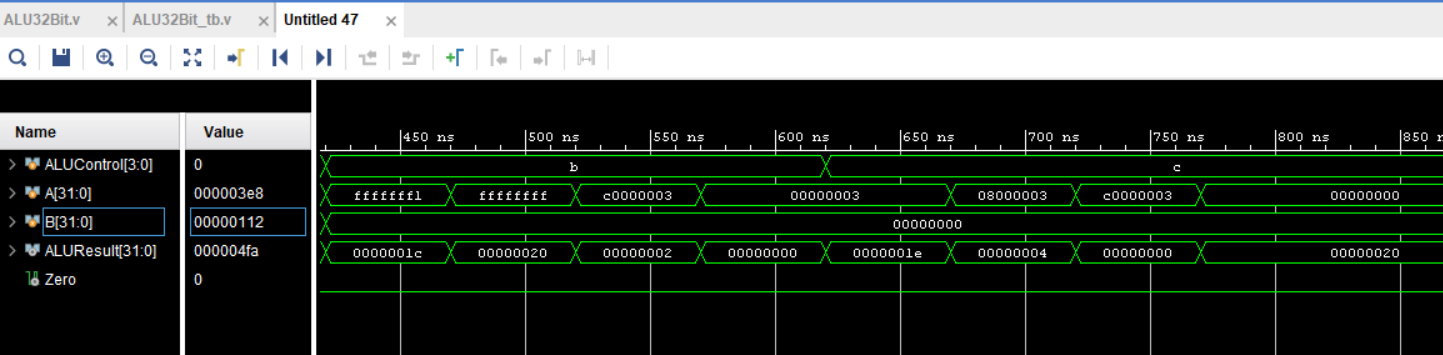 ALU32Bit.v × ALU32Bit_tb.v × Untitled 47 ×
Name Value
450 ns 500 ns 550 ns 600 ns 650 ns 700 ns 750 ns 800 ns 850 n
ALUControl[3:0] 0 b c
A[31:0] 000003e8 fffffff1 ffffffff c0000003 00000003 08000003 c0000003 00000000
B[31:0] 00000112 00000000
ALUResult[31:0] 000004fa 0000001c 00000020 00000002 00000000 0000001e 00000004 00000000 00000020
Zero 0